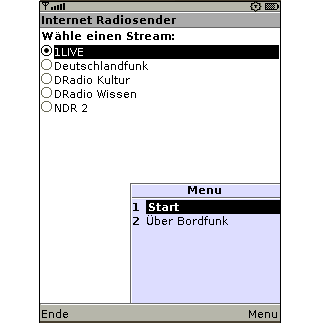 Internet Radiosender
Wähle einen Stream:
1LIVE
Deutschlandfunk
DRadio Kultur
DRadio Wissen
NDR 2
Menu
1 Start
2 Über Bordfunk
Ende Menu